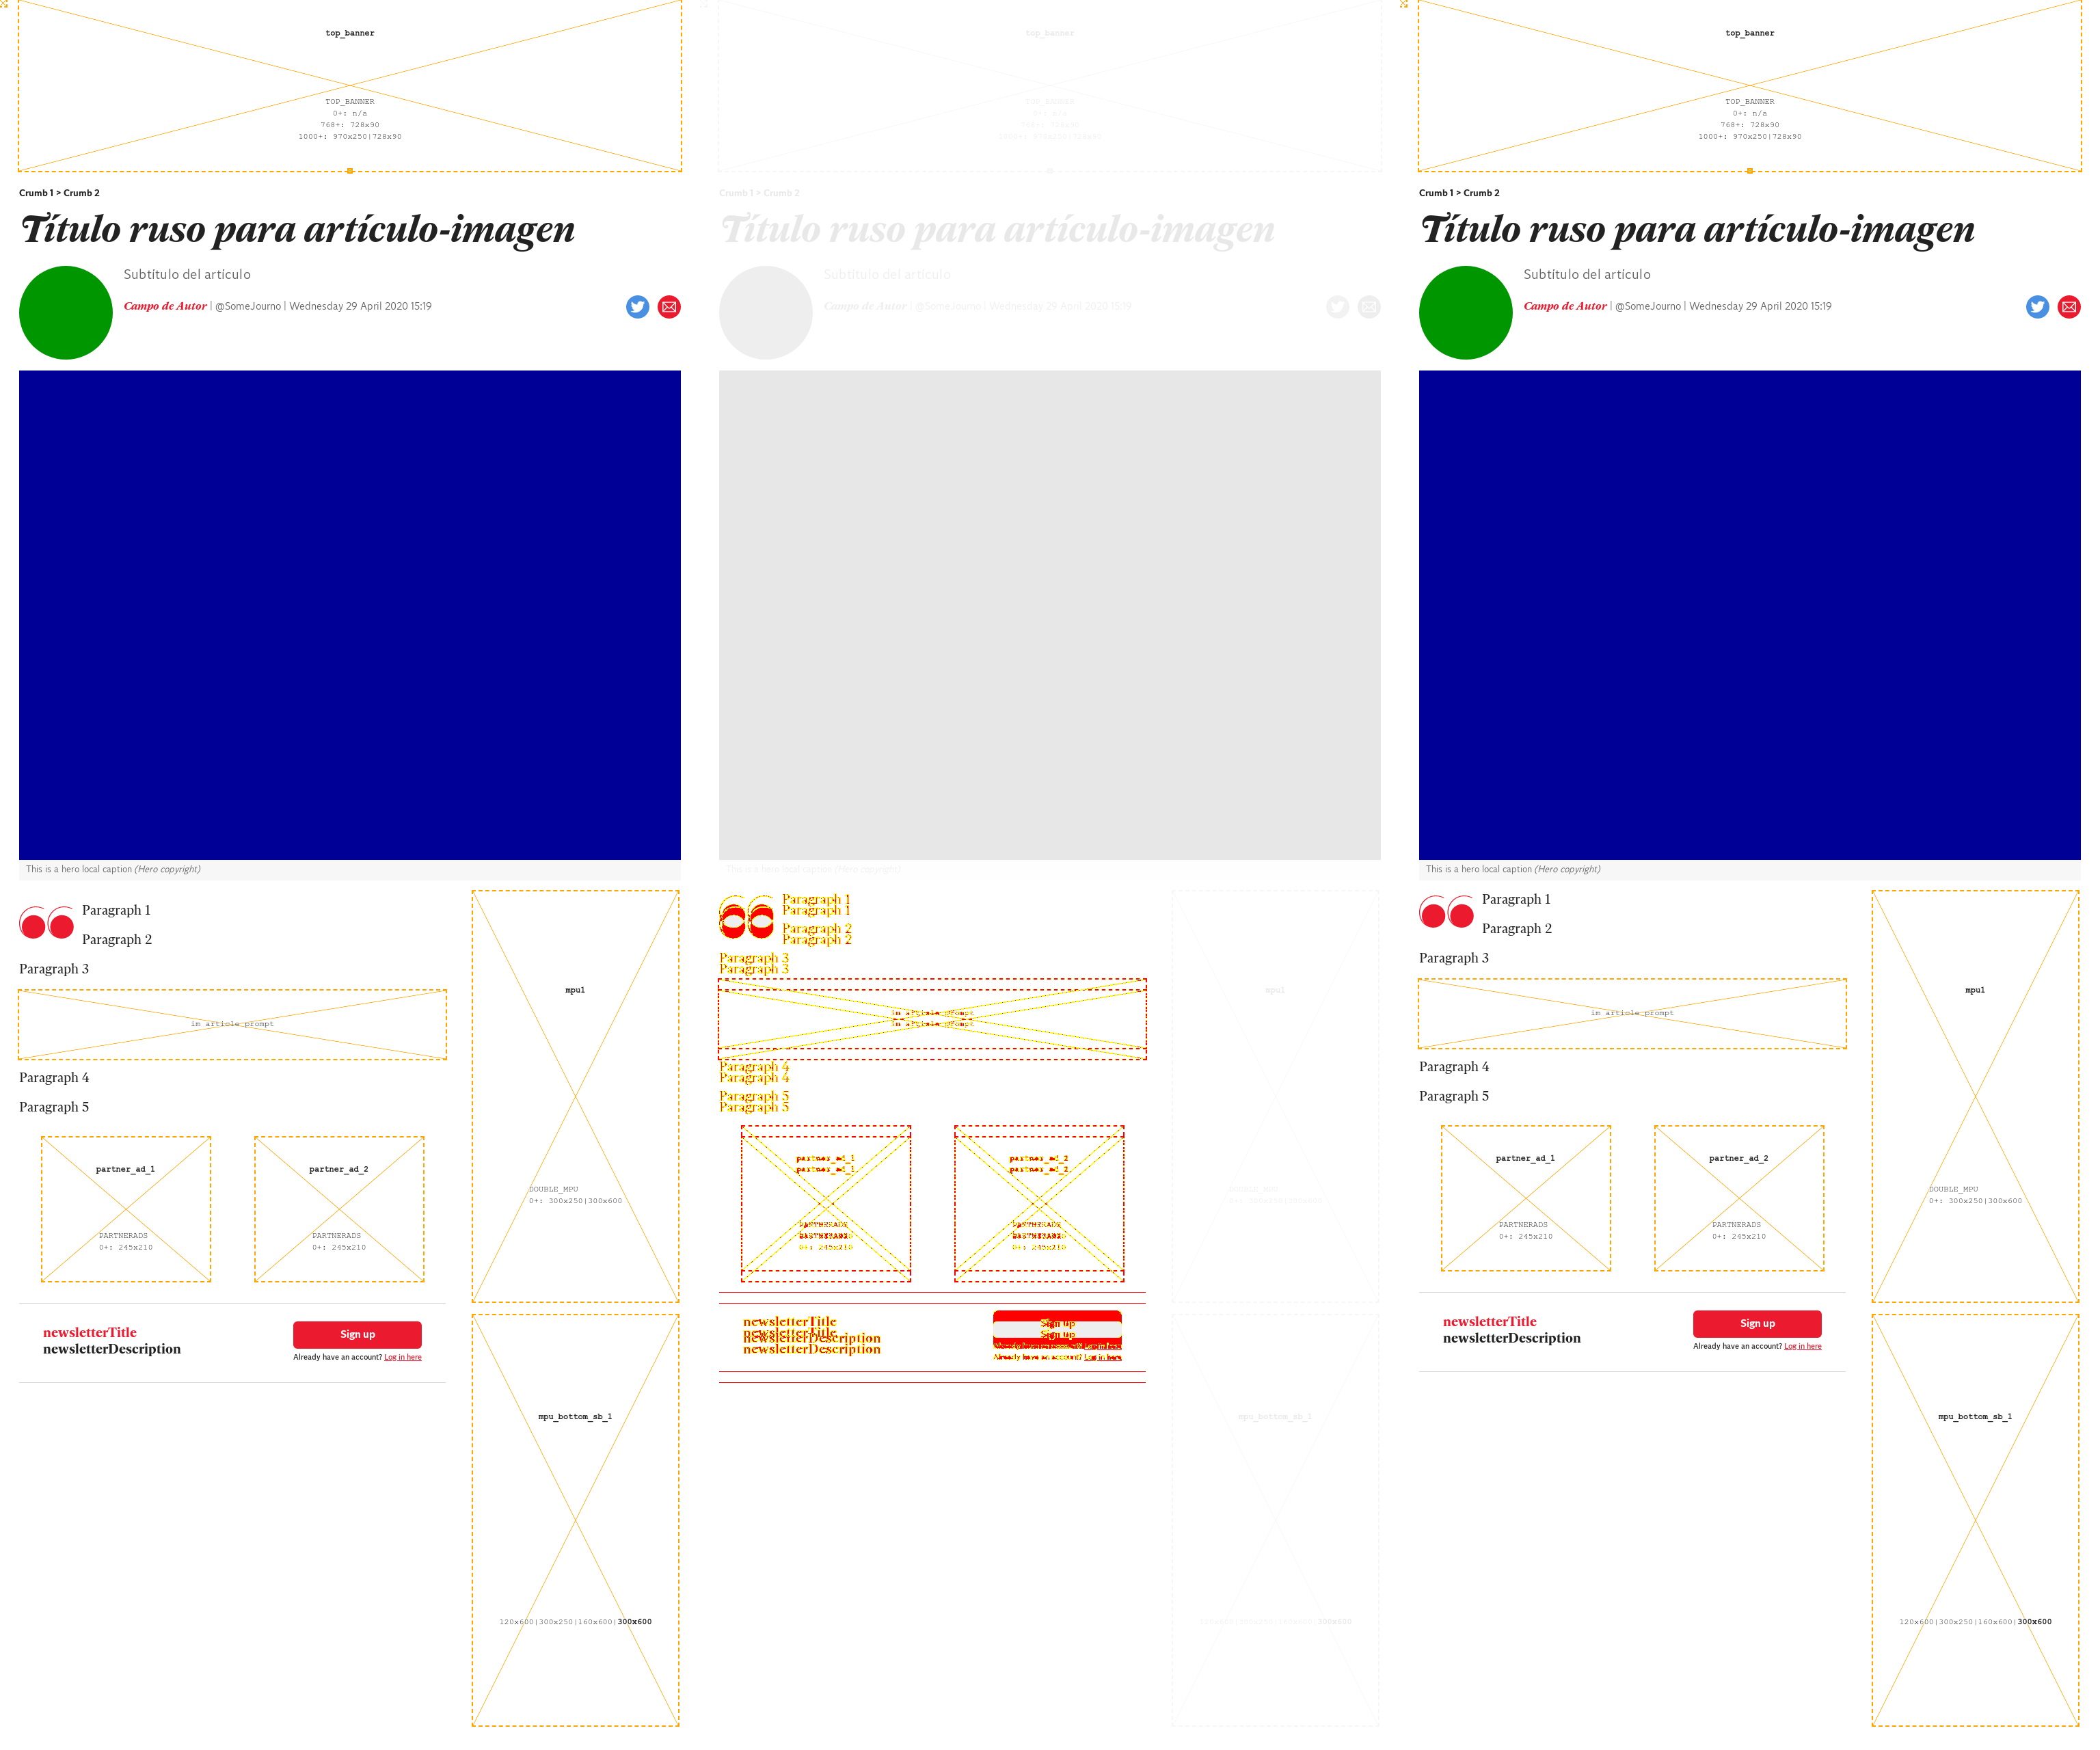 top_banner
TOP_BANNER
0+: n/a
768+: 728x90
1000+: 970x250|728x90
Crumb 1 > Crumb 2
Título ruso para artículo-imagen
Subtítulo del artículo
Campo de Autor | @SomeJourno | Wednesday 29 April 2020 15:19
This is a hero local caption (Hero copyright)
Paragraph 1
Paragraph 2
Paragraph 3
im article prompt
Paragraph 4
Paragraph 5
partner_ad_1
PARTNERADS
0+: 245x210
partner_ad_2
PARTNERADS
0+: 245x210
newsletterTitle
newsletterDescription
Sign up
Already have an account? Log in here
mpu1
DOUBLE_MPU
0+: 300x250|300x600
mpu_bottom_sb_1
120x600|300x250|160x600|300x600
top_banner
TOP_BANNER
0+: n/a
768+: 728x90
1000+: 970x250|728x90
Crumb 1 > Crumb 2
Título ruso para artículo-imagen
Subtítulo del artículo
Campo de Autor | @SomeJourno | Wednesday 29 April 2020 15:19
This is a hero local caption (Hero copyright)
Paragraph 1
Paragraph 1
Paragraph 2
Paragraph 2
Paragraph 3
Paragraph 3
im article prompt
im article prompt
Paragraph 4
Paragraph 4
Paragraph 5
Paragraph 5
partner_ad_1
partner_ad_1
PARTNERADS
0+: 245x210
partner_ad_2
partner_ad_2
PARTNERADS
0+: 245x210
newsletterTitle
newsletterTitle
newsletterDescription
newsletterDescription
Sign up
Sign up
Already have an account? Log in here
mpu1
DOUBLE_MPU
0+: 300x250|300x600
mpu_bottom_sb_1
120x600|300x250|160x600|300x600
top_banner
TOP_BANNER
0+: n/a
768+: 728x90
1000+: 970x250|728x90
Crumb 1 > Crumb 2
Título ruso para artículo-imagen
Subtítulo del artículo
Campo de Autor | @SomeJourno | Wednesday 29 April 2020 15:19
This is a hero local caption (Hero copyright)
Paragraph 1
Paragraph 2
Paragraph 3
im article prompt
Paragraph 4
Paragraph 5
partner_ad_1
PARTNERADS
0+: 245x210
partner_ad_2
PARTNERADS
0+: 245x210
newsletterTitle
newsletterDescription
Sign up
Already have an account? Log in here
mpu1
DOUBLE_MPU
0+: 300x250|300x600
mpu_bottom_sb_1
120x600|300x250|160x600|300x600